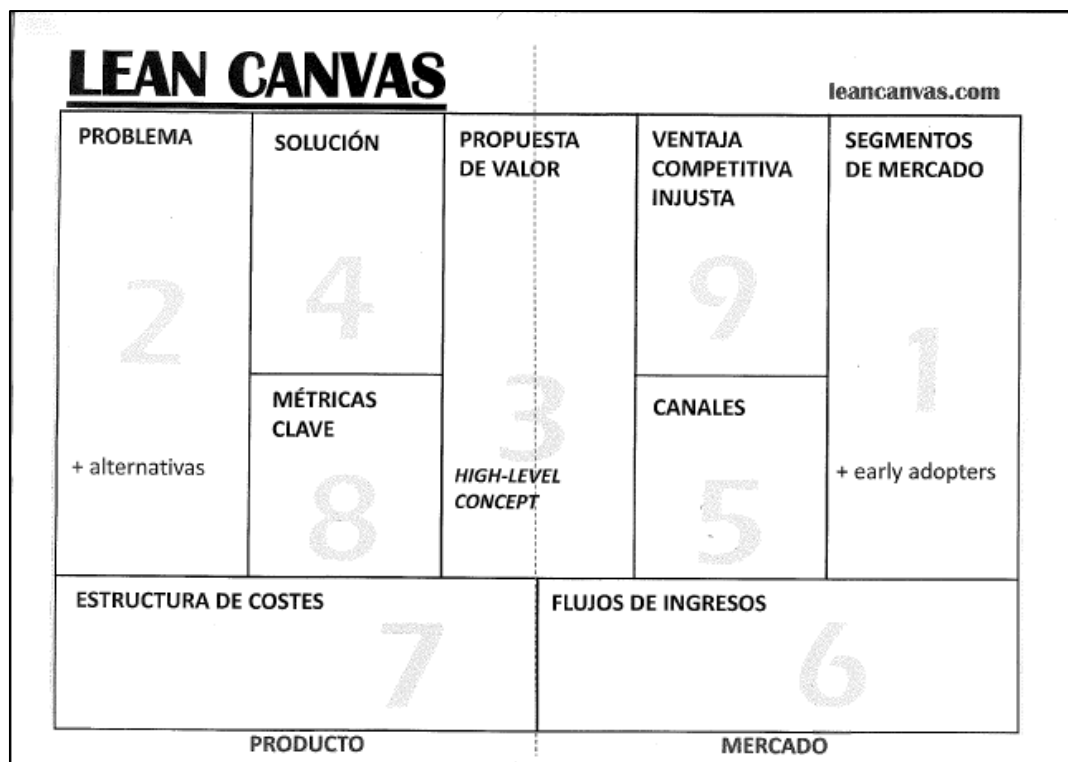 LEAN CANVAS
leancanvas.com
PROBLEMA
2
+ alternativas
SOLUCIÓN
4
MÉTRICAS
CLAVE
8
PROPUESTA
DE VALOR
3
HIGH-LEVEL
CONCEPT
VENTAJA
COMPETITIVA
INJUSTA
9
CANALES
5
SEGMENTOS
DE MERCADO
1
+ early adopters
ESTRUCTURA DE COSTES
7
FLUJOS DE INGRESOS
6
PRODUCTO
MERCADO